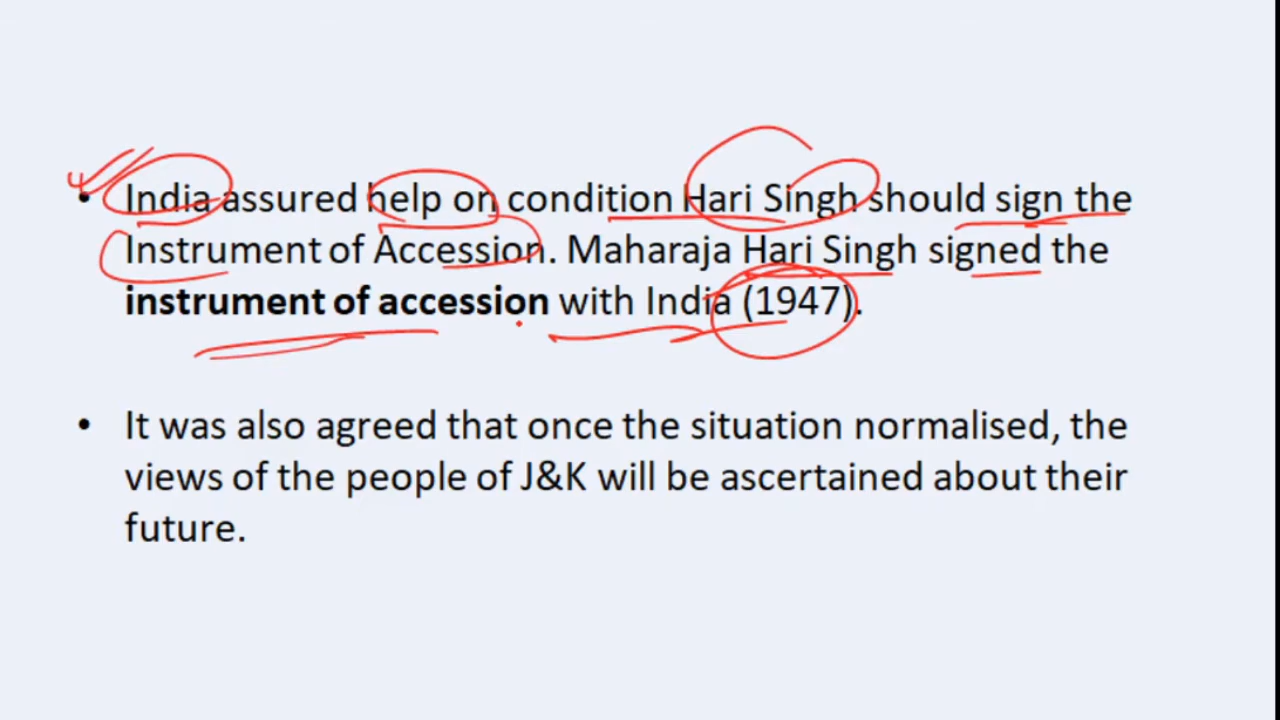 • India assured help on condition Hari Singh should sign the
Instrument of Accession. Maharaja Hari Singh signed the
instrument of accession with India (1947).
• It was also agreed that once the situation normalised, the
views of the people of J&K will be ascertained about their
future.